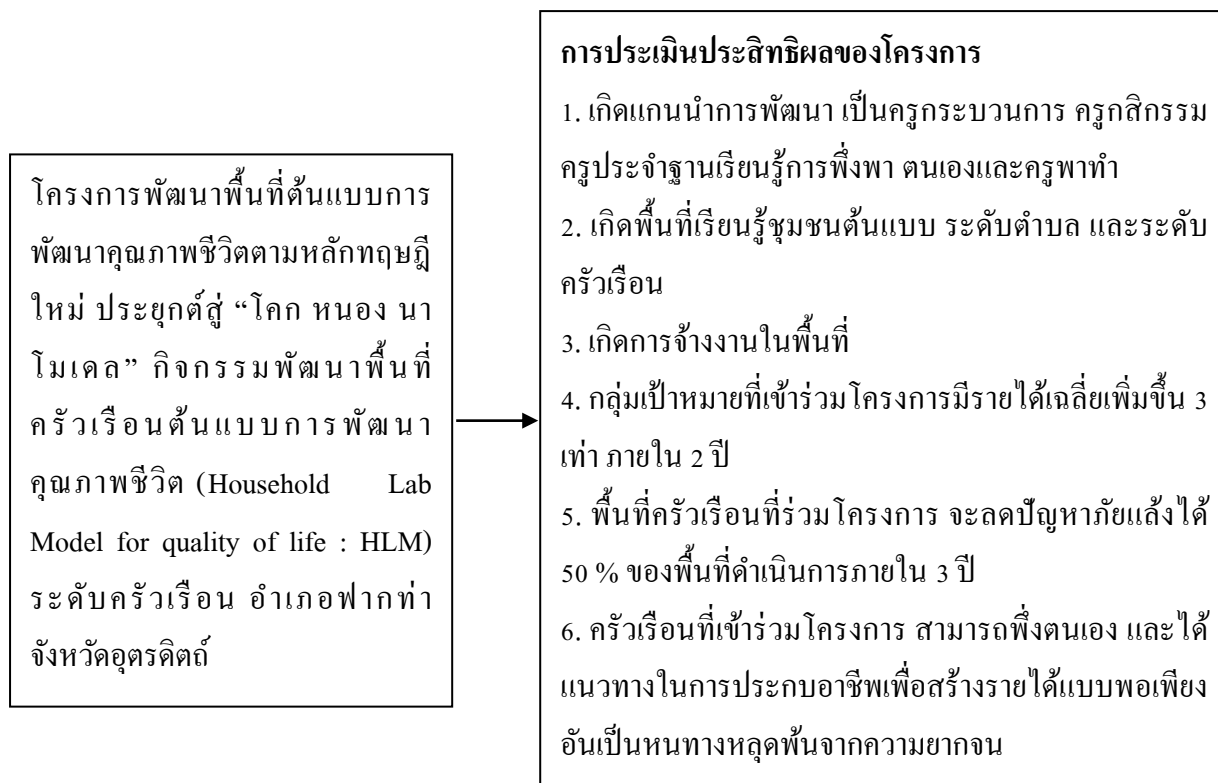 โครงการพัฒนาพื้นที่ต้นแบบการ
พัฒนาคุณภาพชีวิตตามหลักทฤษฎี
ใหม่ ประยุกต์สู่ “โคก หนอง นา
โมเดล” กิจกรรมพัฒนาพื้นที่
ครัวเรือนต้นแบบการพัฒนา
คุณภาพชีวิต (Household Lab
Model for quality of life : HLM)
ระดับครัวเรือน อำเภอฟากท่า
จังหวัดอุตรดิตถ์
การประเมินประสิทธิผลของโครงการ
1. เกิดแกนนำการพัฒนา เป็นครูกระบวนการ ครูกสิกรรม
ครูประจำฐานเรียนรู้การพึ่งพา ตนเองและครูพาทำ
2. เกิดพื้นที่เรียนรู้ชุมชนต้นแบบ ระดับตำบล และระดับ
ครัวเรือน
3. เกิดการจ้างงานในพื้นที่
4. กลุ่มเป้าหมายที่เข้าร่วมโครงการมีรายได้เฉลี่ยเพิ่มขึ้น 3
เท่า ภายใน 2 ปี
5. พื้นที่ครัวเรือนที่ร่วมโครงการ จะลดปัญหาภัยแล้งได้
50 % ของพื้นที่ดำเนินการภายใน 3 ปี
6. ครัวเรือนที่เข้าร่วมโครงการ สามารถพึ่งตนเอง และได้
แนวทางในการประกบอาชีพเพื่อสร้างรายได้แบบพอเพียง
อันเป็นหนทางหลุดพ้นจากความยากจน